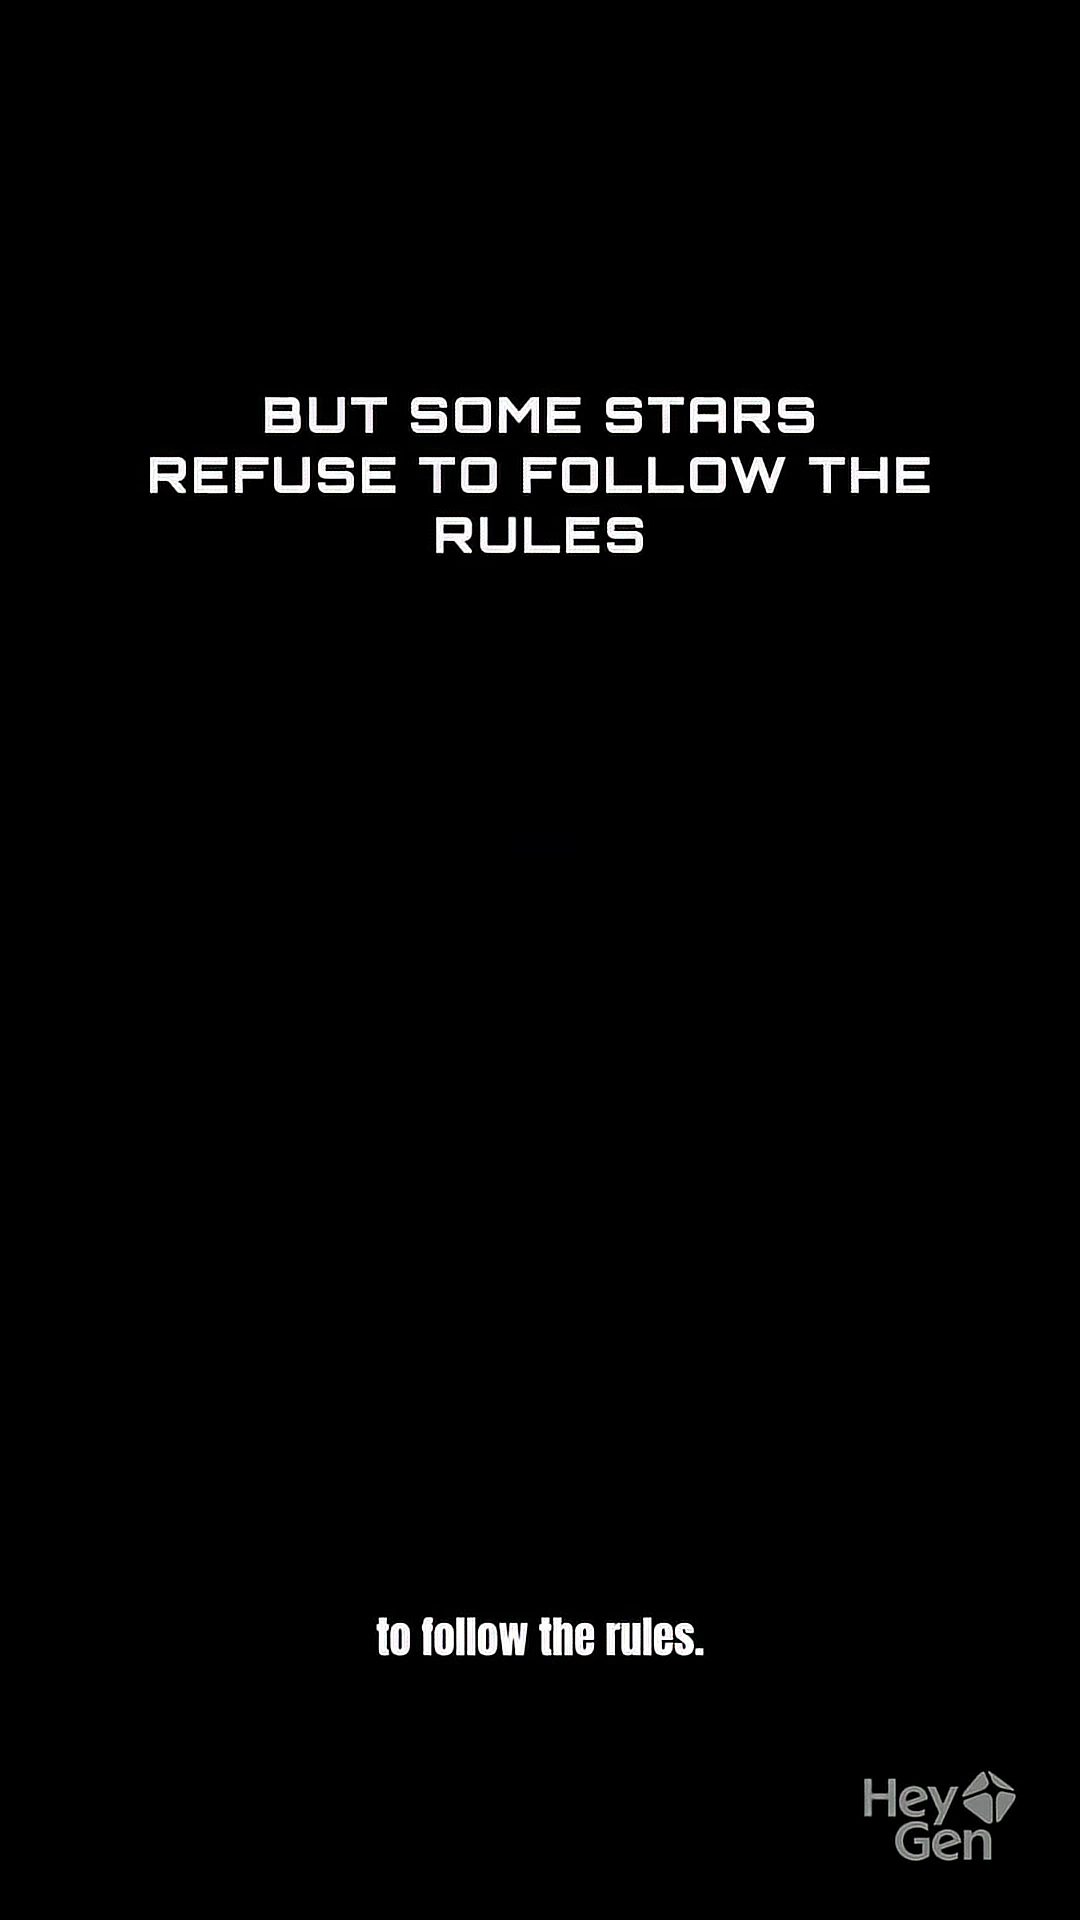 BUT SOME STARS
REFUSE TO FOLLOW THE
RULES
to follow the rules.
Hey
Gen